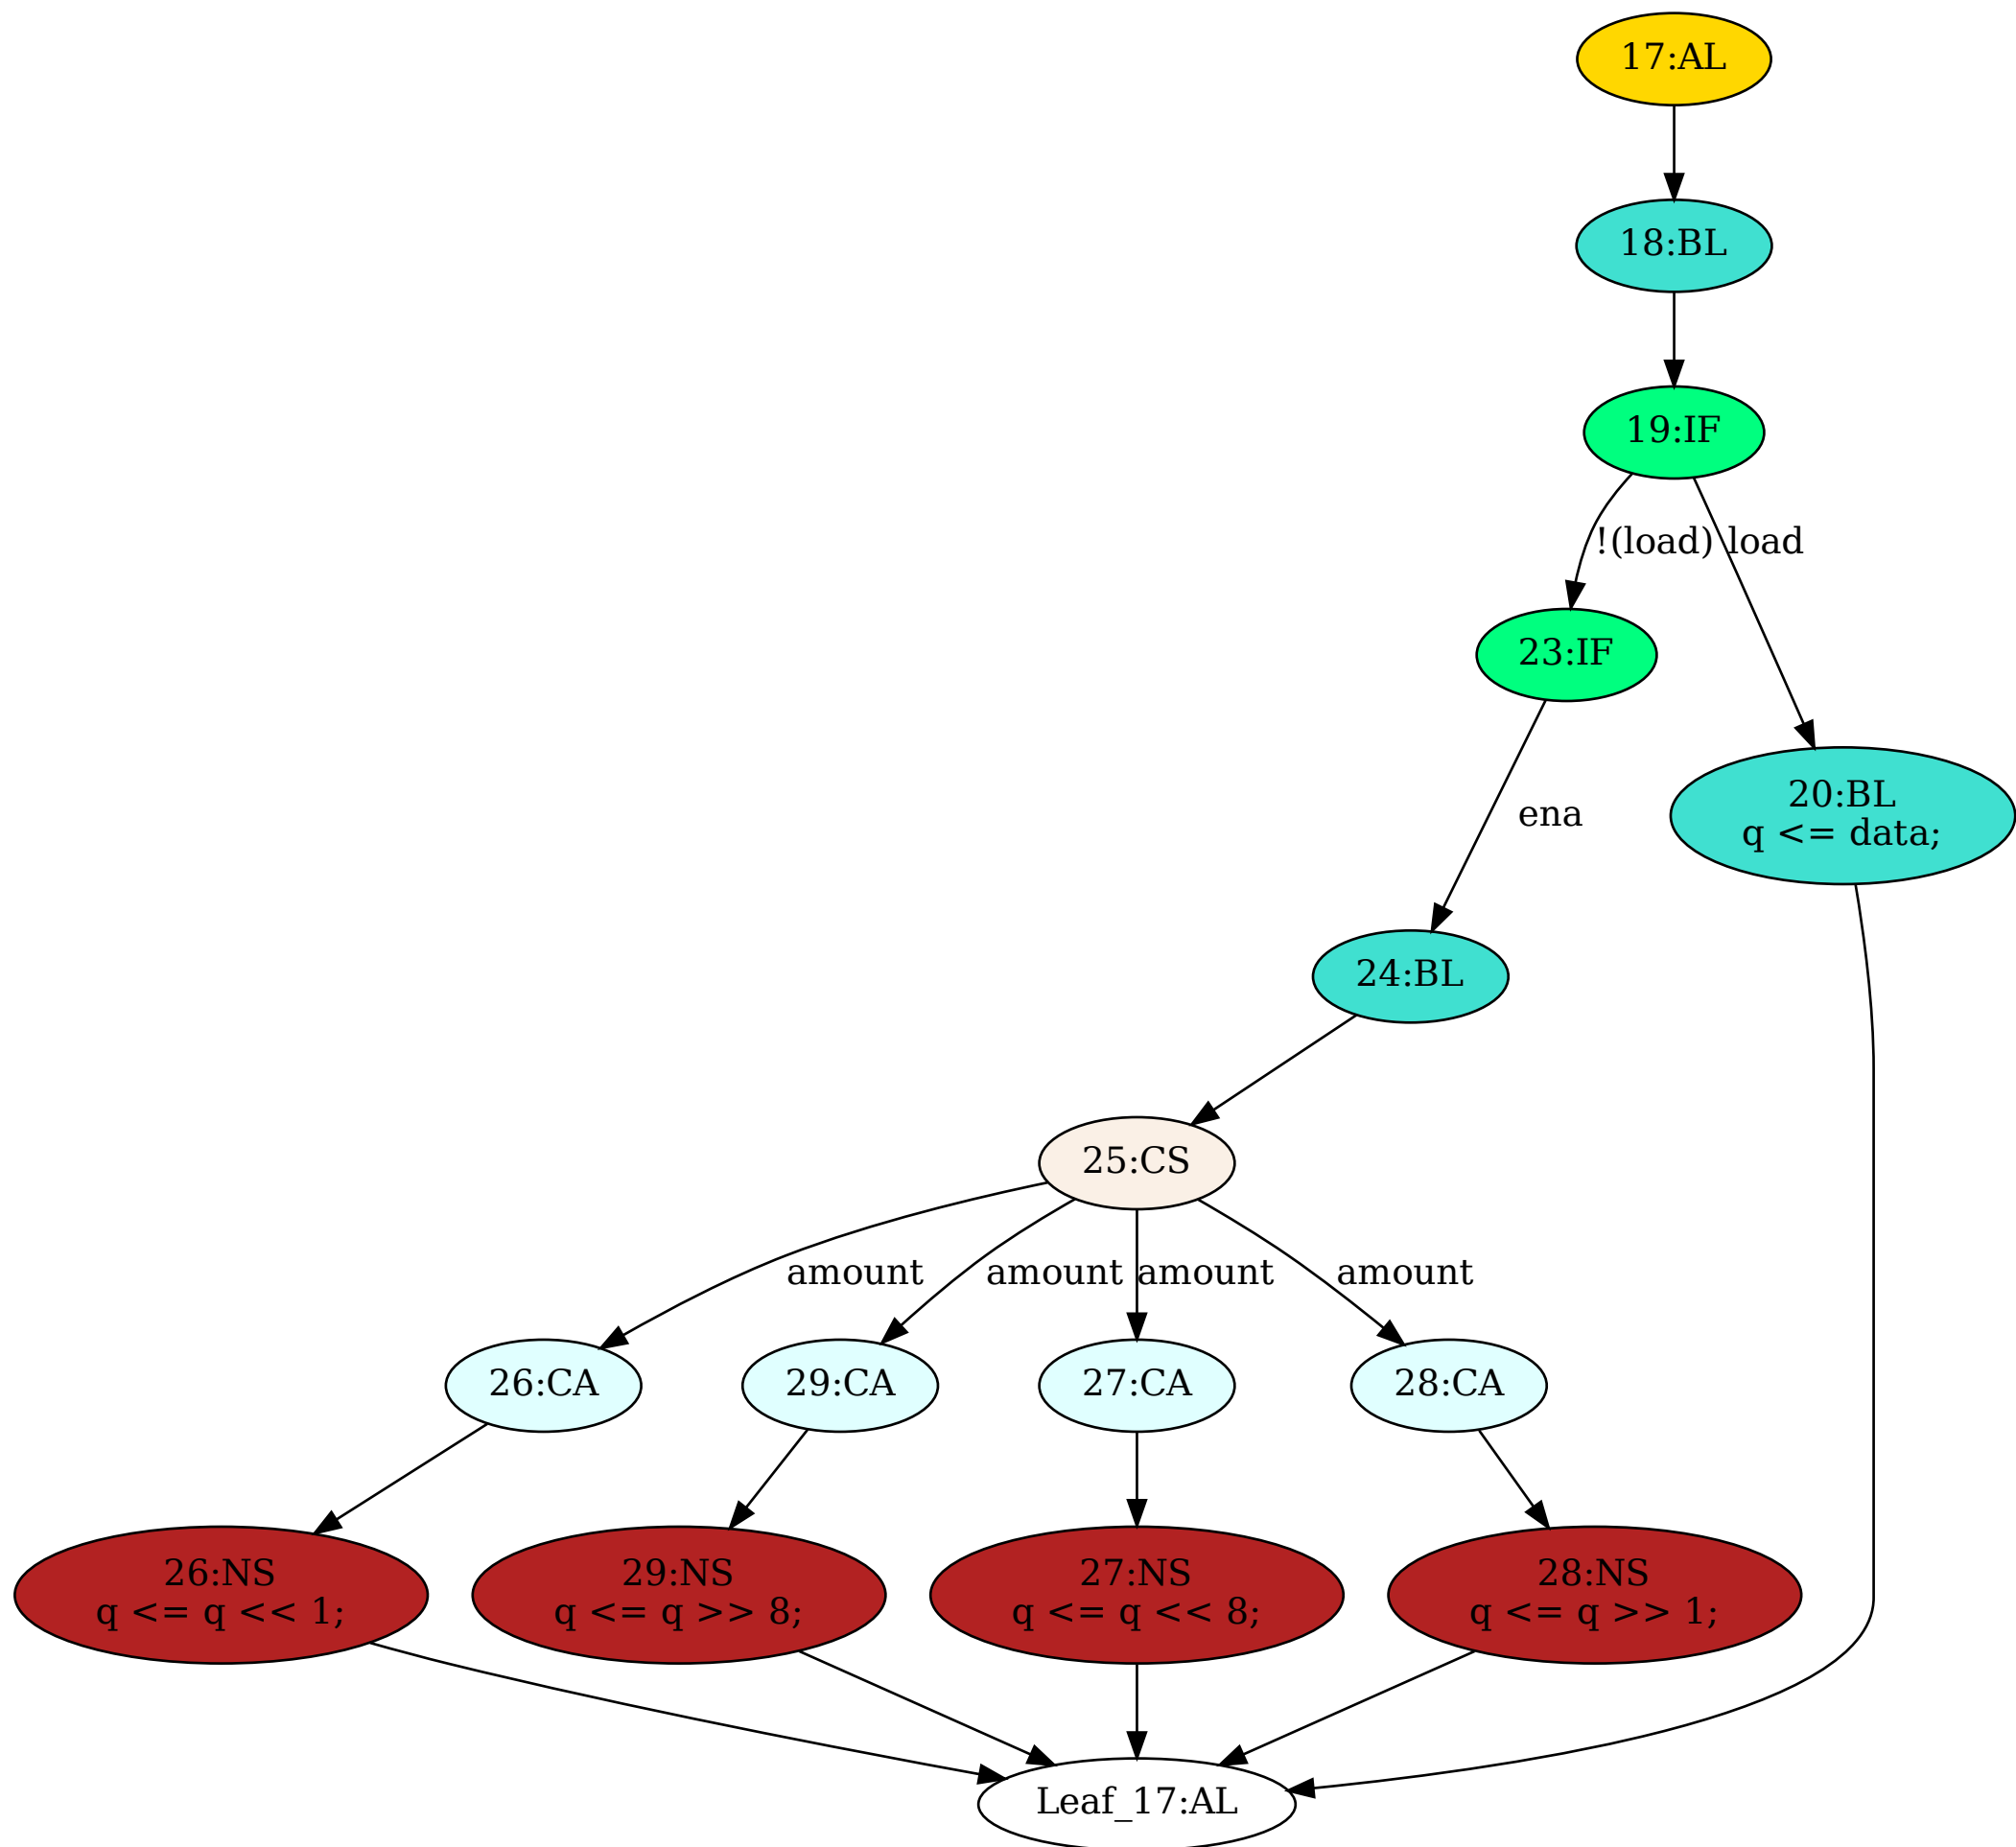 17:AL
18:BL
19:IF
!(load)
load
23:IF
20:BL
q <= data;
ena
24:BL
25:CS
amount
amount
amount
amount
26:CA
29:CA
27:CA
28:CA
26:NS
q <= q << 1;
29:NS
q <= q >> 8;
27:NS
q <= q << 8;
28:NS
q <= q >> 1;
Leaf_17:AL